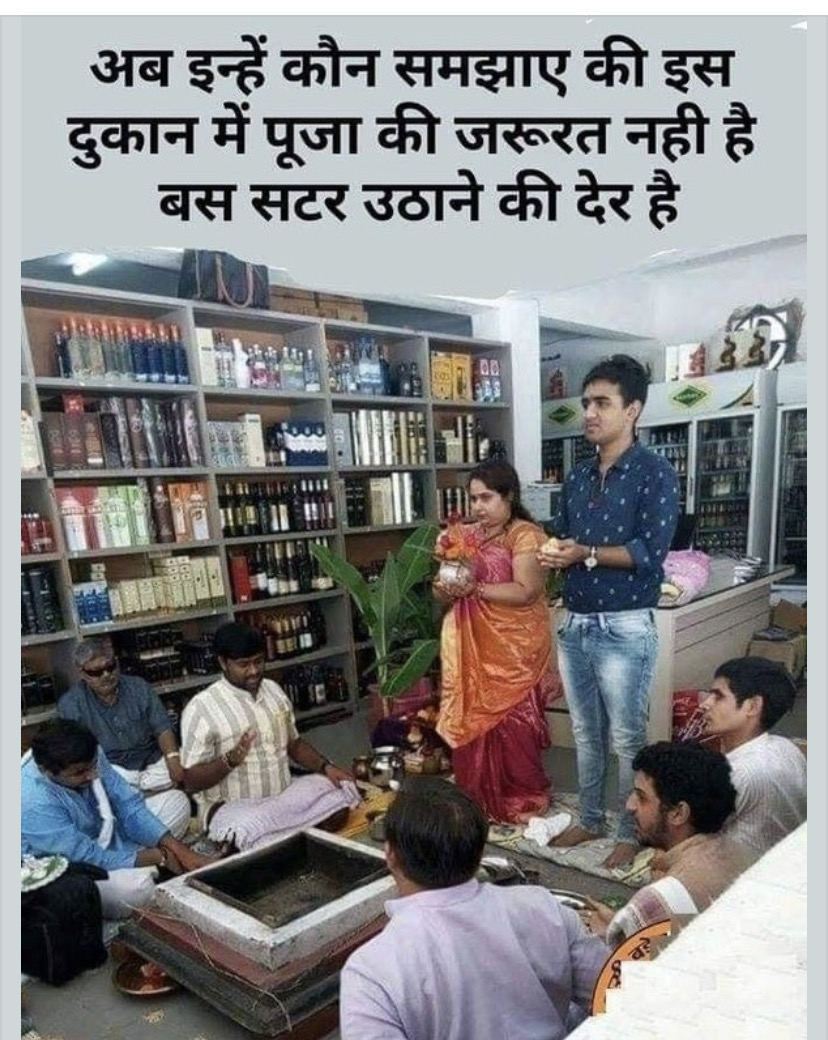 अब इन्हें कौन समझाए की इस
दुकान में पूजा की जरूरत नही है
बस सटर उठाने की देर है